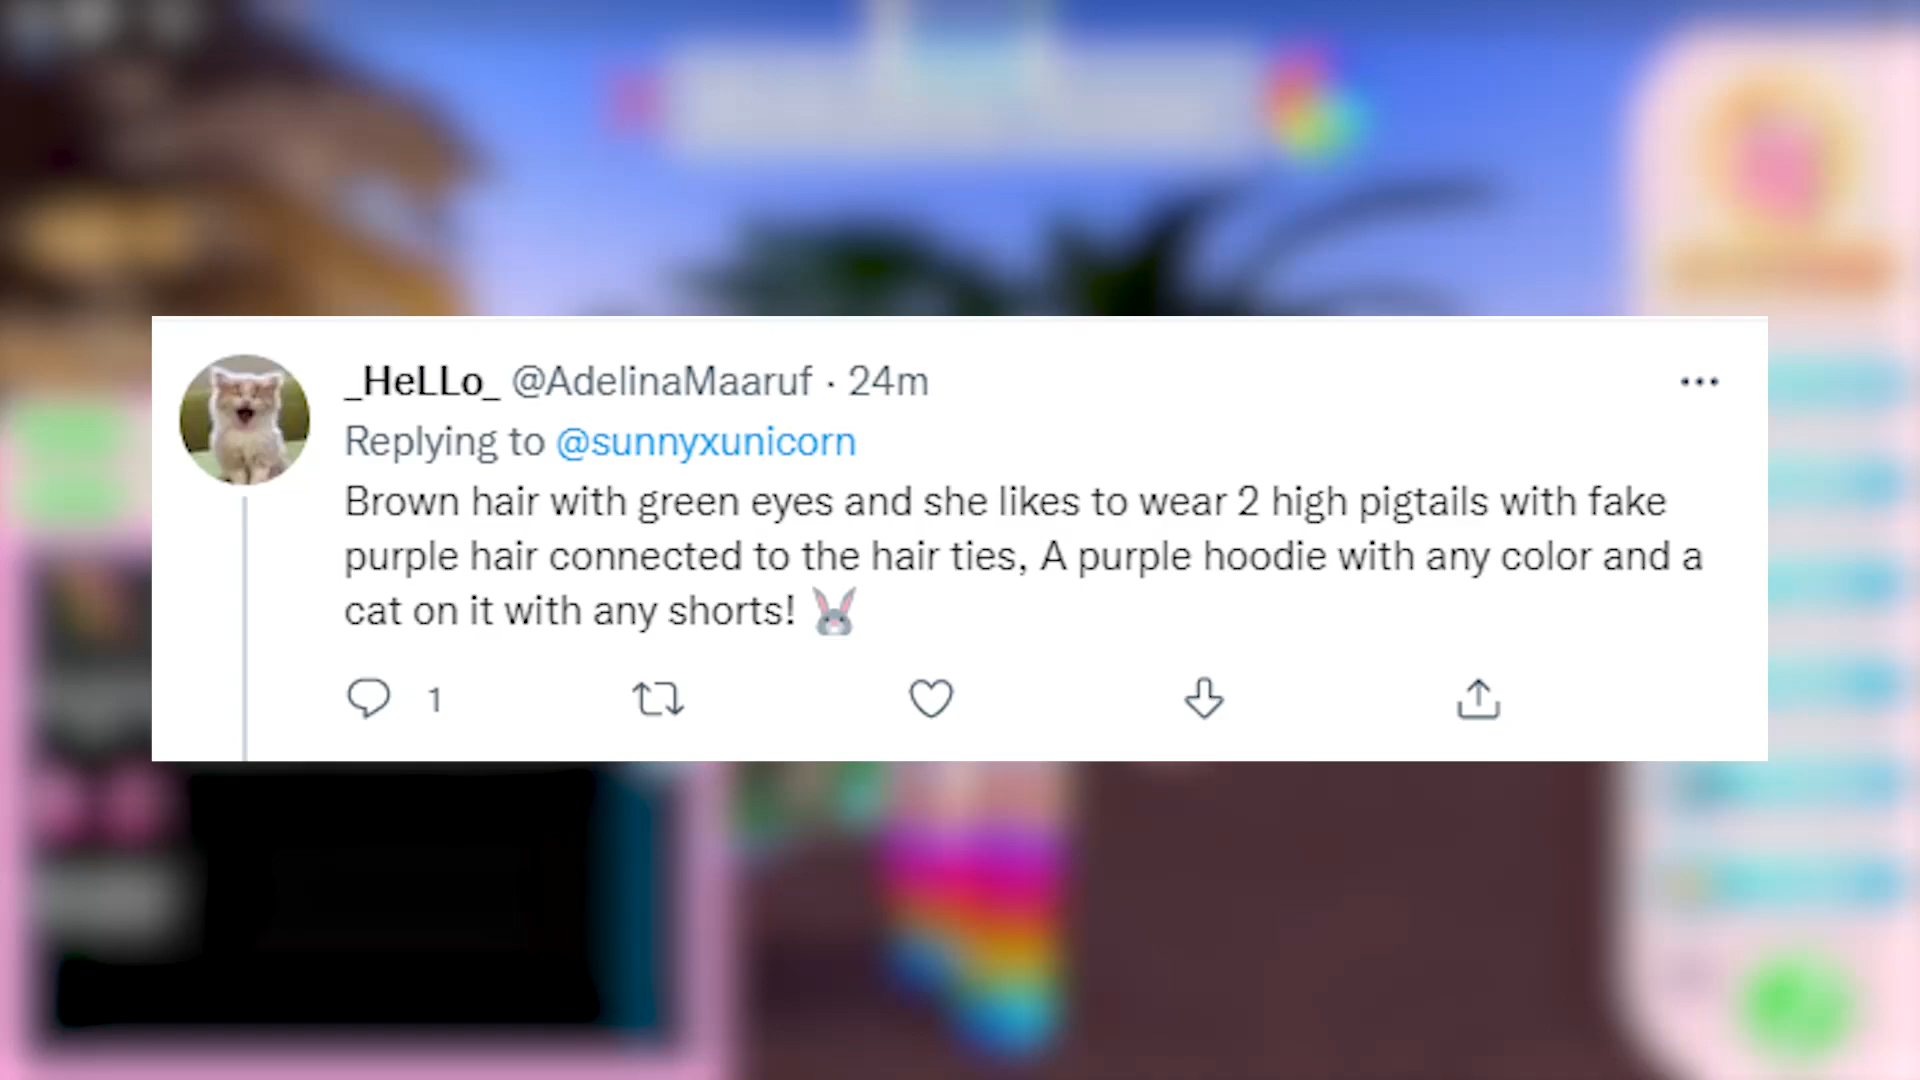 _HeLLo_ @AdelinaMaaruf · 24m
Replying to @sunnyxunicorn
Brown hair with green eyes and she likes to wear 2 high pigtails with fake
purple hair connected to the hair ties, A purple hoodie with any color and a
cat on it with any shorts! 🐰
1